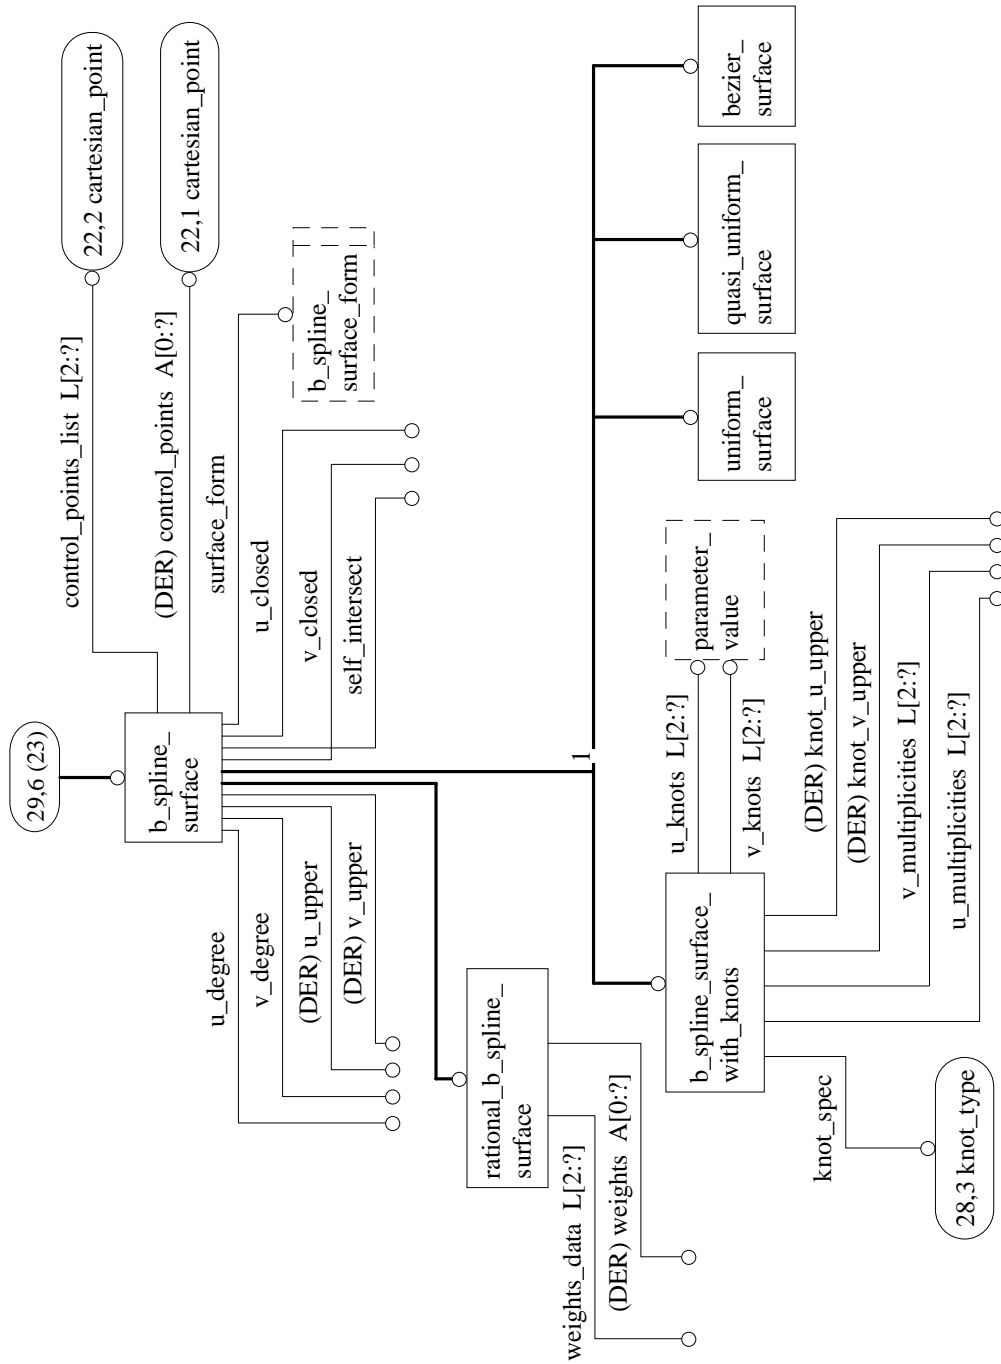 29,6 (23)
b_spline_
surface
control_points_list L[2:?]
22,2 cartesian_point
(DER) control_points A[0:?]
22,1 cartesian_point
surface_form
b_spline_
surface_form
u_closed
v_closed
self_intersect
u_degree
v_degree
(DER) u_upper
(DER) v_upper
rational_b_spline_
surface
weights_data L[2:?]
(DER) weights A[0:?]
1
b_spline_surface_
with_knots
u_knots L[2:?]
v_knots L[2:?]
parameter_
value
(DER) knot_u_upper
(DER) knot_v_upper
v_multiplicities L[2:?]
u_multiplicities L[2:?]
knot_spec
28,3 knot_type
uniform_
surface
quasi_uniform_
surface
bezier_
surface